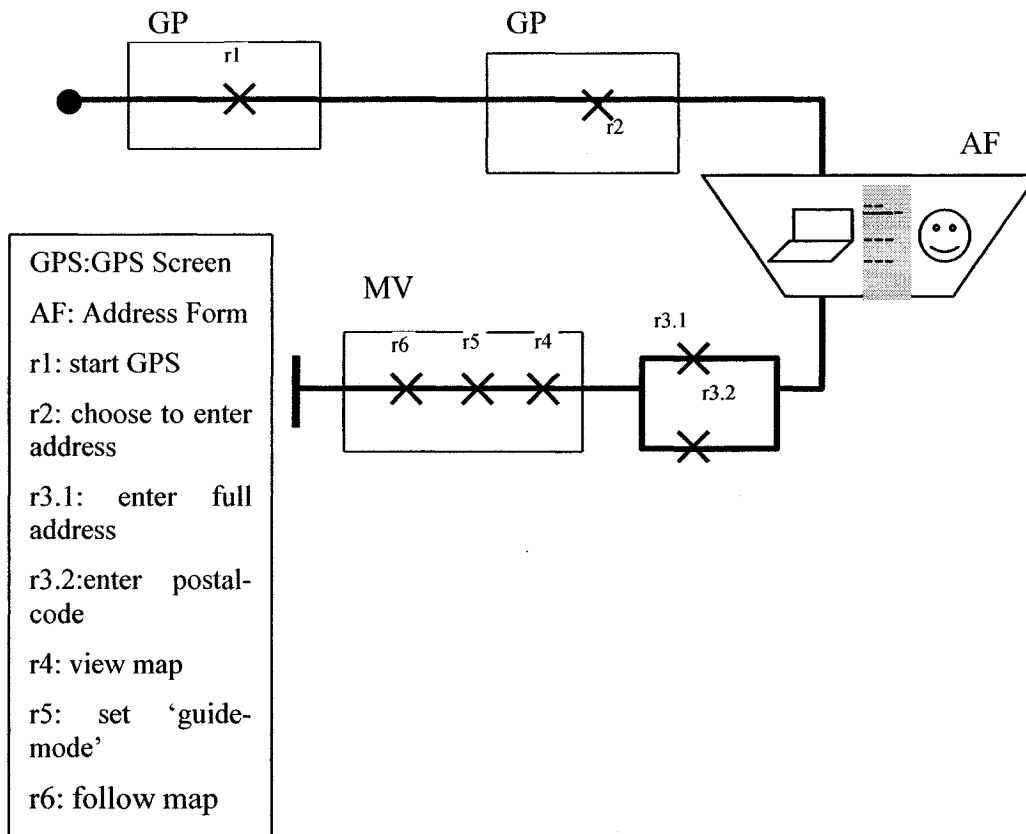 GP
GP
r1
r2
AF
GPS:GPS Screen
AF: Address Form
r1: start GPS
r2: choose to enter
address
r3.1: enter full
address
r3.2:enter postal-
code
r4: view map
r5: set ‘guide-
mode’
r6: follow map
MV
r6
r5
r4
r3.1
r3.2